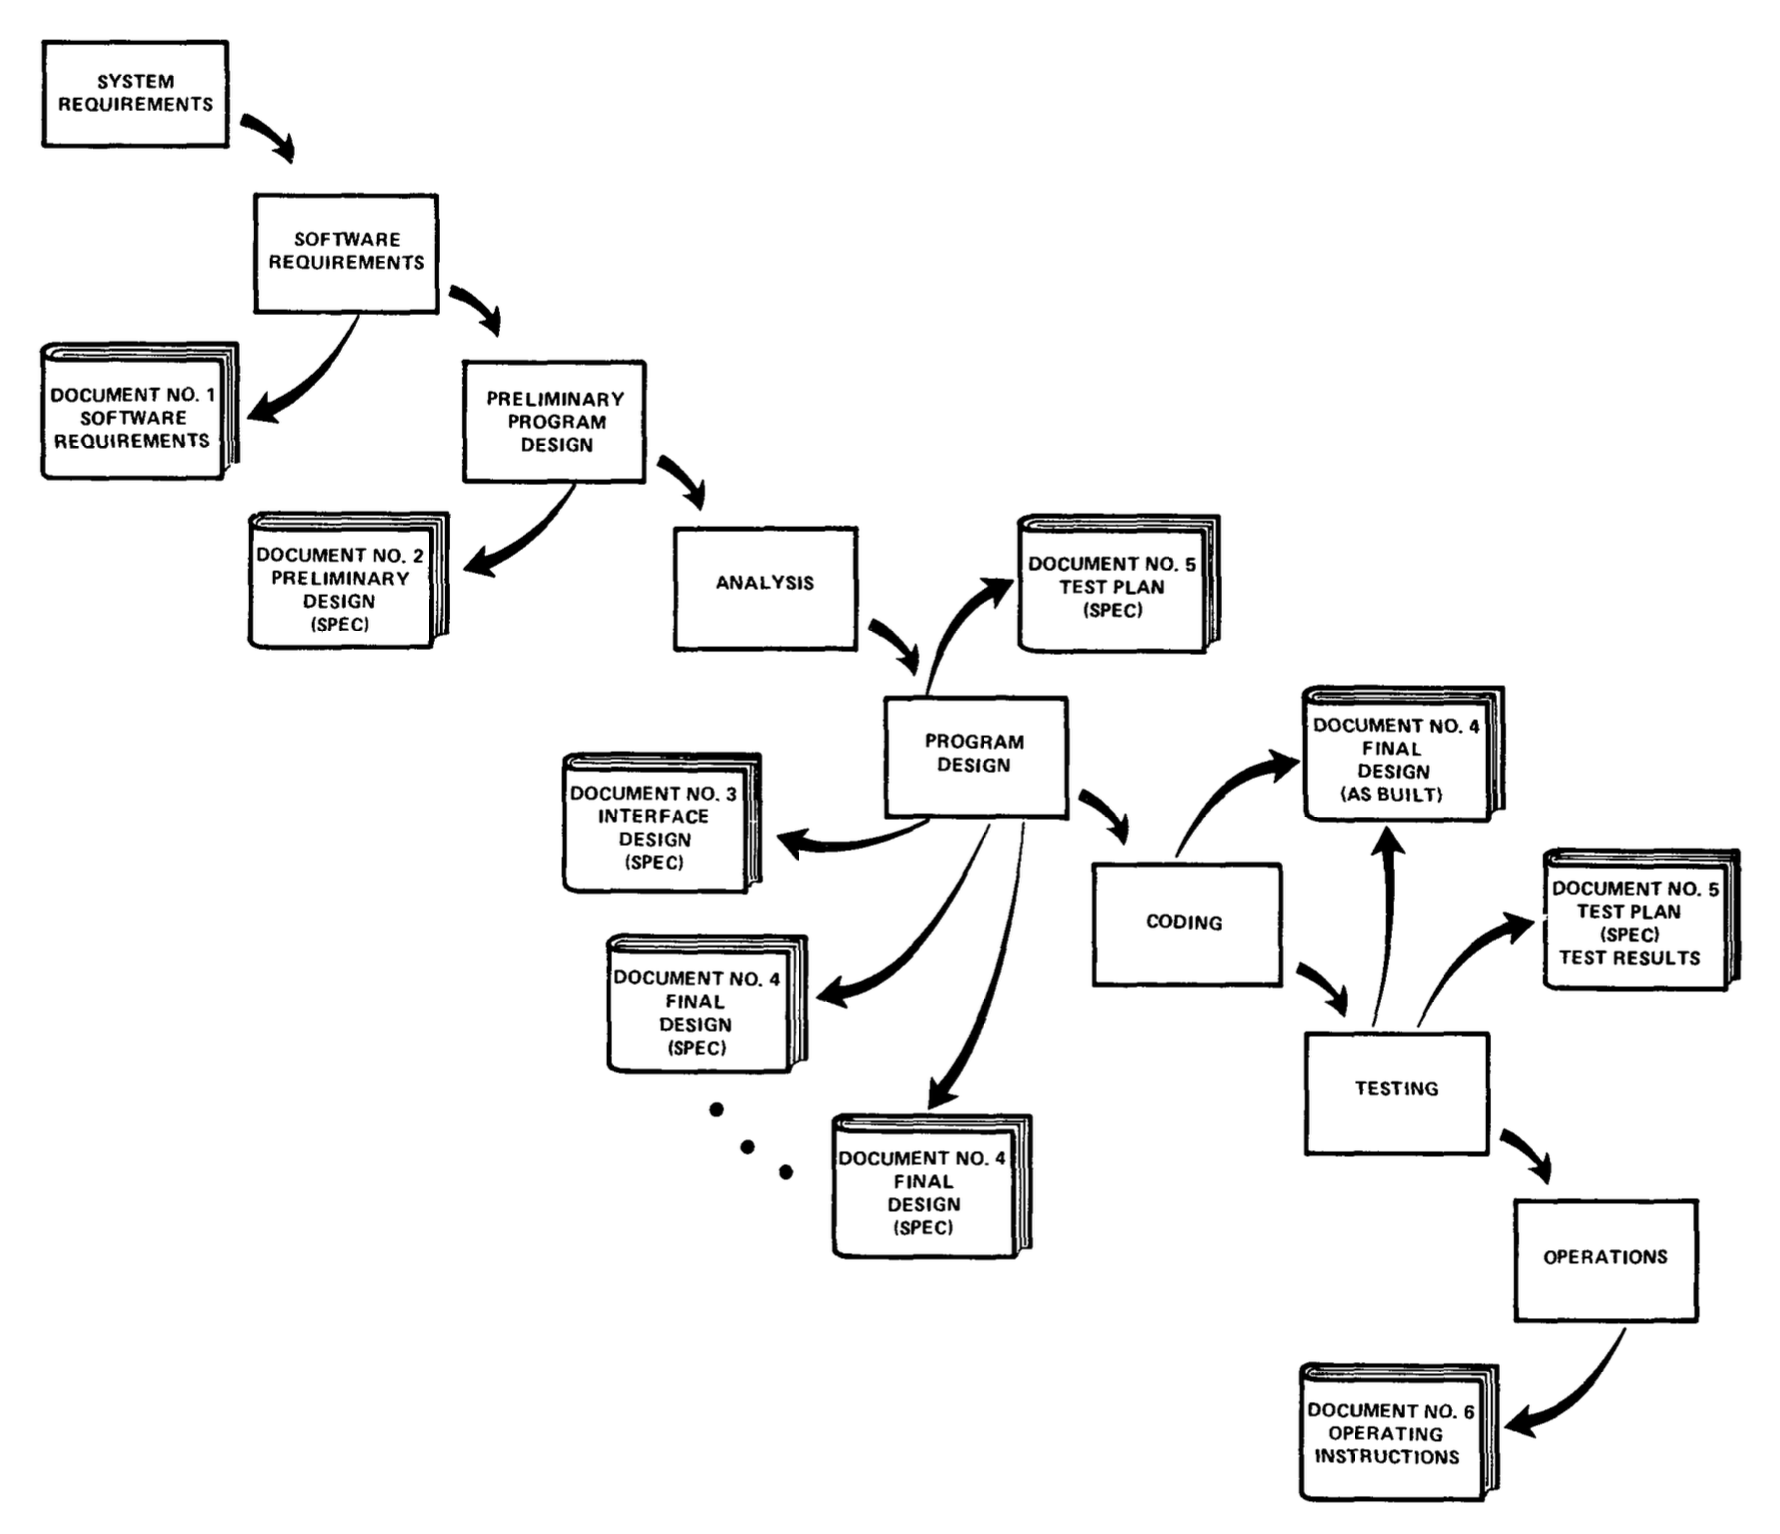 SYSTEM
REQUIREMENTS
SOFTWARE
REQUIREMENTS
DOCUMENT NO. 1
SOFTWARE
REQUIREMENTS
PRELIMINARY
PROGRAM
DESIGN
DOCUMENT NO. 2
PRELIMINARY
DESIGN
(SPEC)
ANALYSIS
DOCUMENT NO. 5
TEST PLAN
(SPEC)
PROGRAM
DESIGN
DOCUMENT NO. 3
INTERFACE
DESIGN
(SPEC)
DOCUMENT NO. 4
FINAL
DESIGN
(AS BUILT)
CODING
DOCUMENT NO. 5
TEST PLAN
(SPEC)
TEST RESULTS
DOCUMENT NO. 4
FINAL
DESIGN
(SPEC)
TESTING
DOCUMENT NO. 4
FINAL
DESIGN
(SPEC)
OPERATIONS
DOCUMENT NO. 6
OPERATING
INSTRUCTIONS